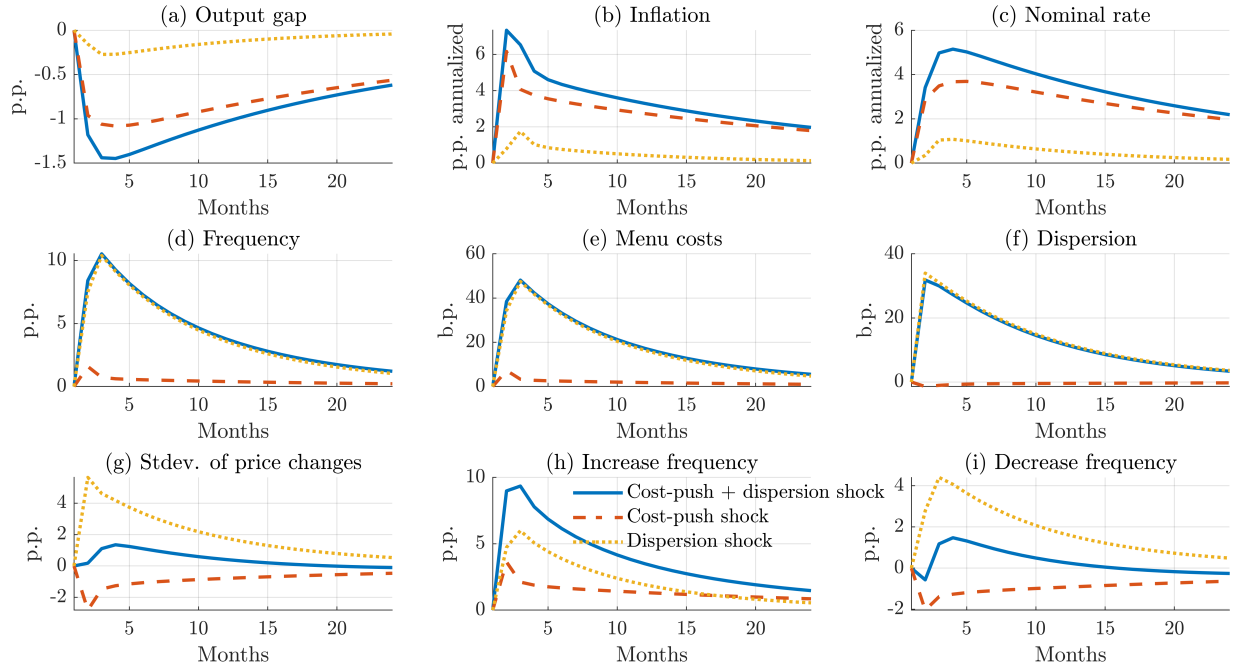 (a) Output gap
0
-0.5
-1
-1.5
p.p.
5
10
15
20
Months
(b) Inflation
6
4
2
0
p.p. annualized
5
10
15
20
Months
(c) Nominal rate
6
4
2
0
p.p. annualized
5
10
15
20
Months
(d) Frequency
10
5
0
p.p.
5
10
15
20
Months
(e) Menu costs
60
40
20
0
b.p.
5
10
15
20
Months
(f) Dispersion
40
20
0
b.p.
5
10
15
20
Months
(g) Stdev. of price changes
4
2
0
-2
p.p.
5
10
15
20
Months
(h) Increase frequency
10
5
0
p.p.
Cost-push + dispersion shock
Cost-push shock
Dispersion shock
5
10
15
20
Months
(i) Decrease frequency
4
2
0
-2
p.p.
5
10
15
20
Months